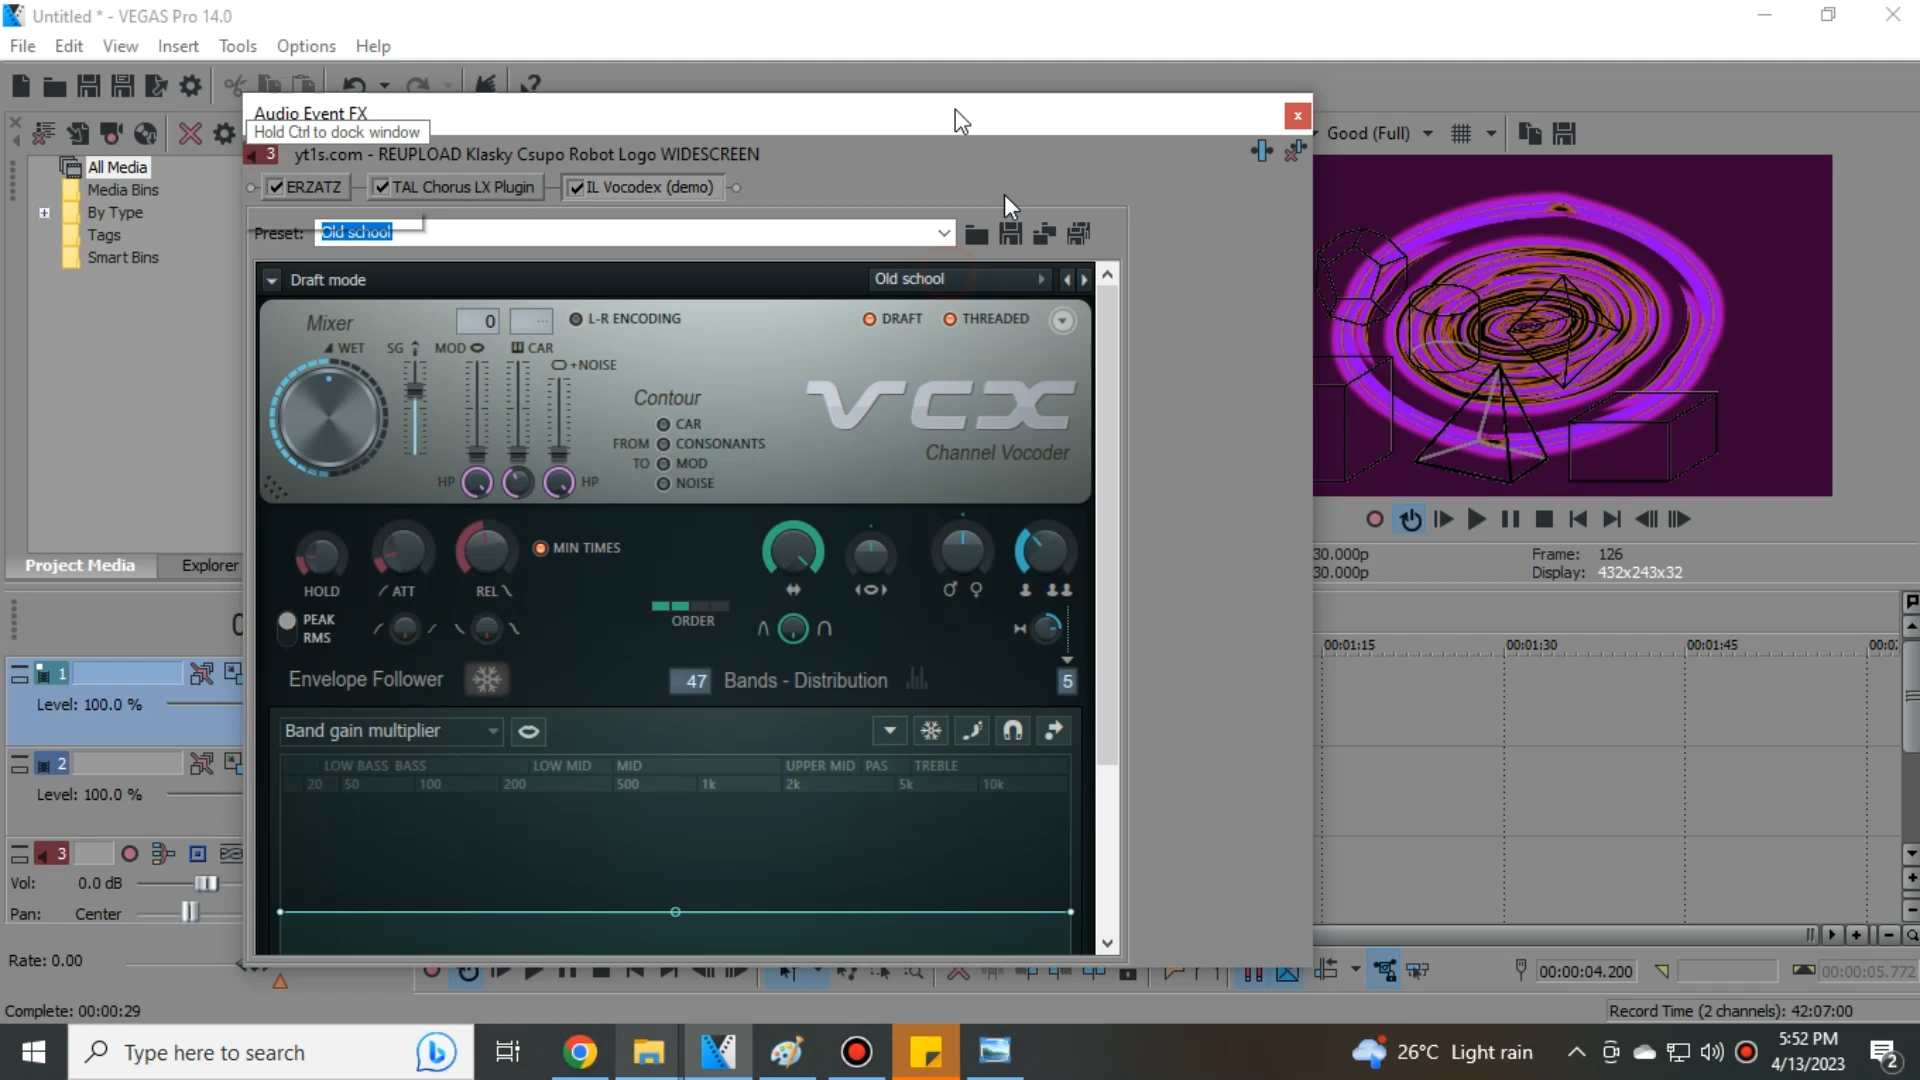 Untitled * - VEGAS Pro 14.0
File Edit View Insert Tools Options Help
Audio Event FX
Hold Ctrl to dock window
3 yt1s.com - REUPLOAD Klasky Csupo Robot Logo WIDESCREEN
Good (Full)
All Media
Media Bins
By Type
Tags
Smart Bins
ERZATZ TAL Chorus LX Plugin IL Vocodex (demo)
Preset: Old school
Draft mode Old school
Mixer 0 ... L-R ENCODING DRAFT THREADED
WET SG MOD CAR
+NOISE
Contour
VCX
CAR
FROM CONSONANTS
Channel Vocoder
TO MOD
HP HP NOISE
MIN TIMES
HOLD ATT REL
PEAK
RMS
ORDER
Envelope Follower 47 Bands - Distribution 5
Band gain multiplier
LOW BASS BASS LOW MID MID UPPER MID PAS TREBLE
20 50 100 200 500 1k 2k 5k 10k
30.000p Frame: 126
30.000p Display: 432x243x32
Project Media Explorer
00:01:15 00:01:30 00:01:45
1
Level: 100.0 %
2
Level: 100.0 %
3
Vol: 0.0 dB
Pan: Center
Rate: 0.00
00:00:04.200 00:00:05.772
Complete: 00:00:29 Record Time (2 channels): 42:07:00
Type here to search 26°C Light rain 5:52 PM
4/13/2023 2